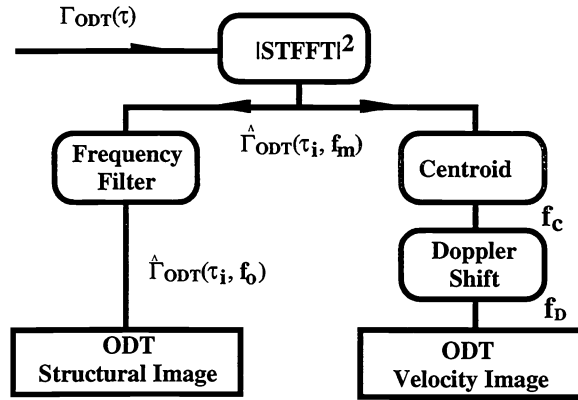 Γ_ODT(τ)
|STFFT|²
Γ̂_ODT(τ_i, f_m)
Frequency
Filter
Centroid
f_C
Doppler
Shift
Γ̂_ODT(τ_i, f_o)
f_D
ODT
Structural Image
ODT
Velocity Image